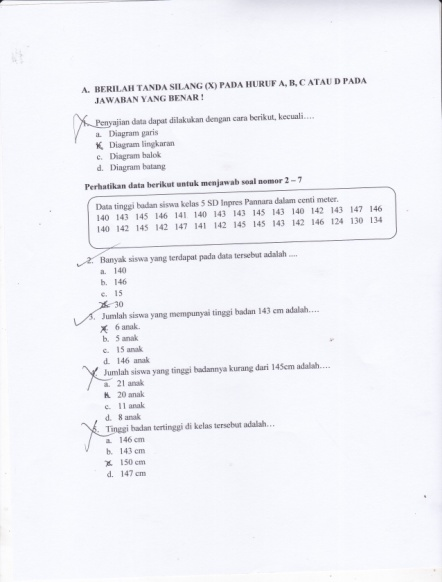 A. BERILAH TANDA SILANG (X) PADA HURUF A, B, C ATAU D PADA
JAWABAN YANG BENAR !
1. Penyajian data dapat dilakukan dengan cara berikut, kecuali....
a. Diagram garis
b. Diagram lingkaran
c. Diagram balok
d. Diagram batang
Perhatikan data berikut untuk menjawab soal nomor 2 – 7
Data tinggi badan siswa kelas 5 SD Inpres Pannara dalam centi meter.
140 143 145 146 141 140 143 143 145 143 140 142 143 147 146
140 142 145 142 147 141 142 145 145 143 142 146 124 130 134
2. Banyak siswa yang terdapat pada data tersebut adalah ....
a. 140
b. 146
c. 15
d. 30
3. Jumlah siswa yang mempunyai tinggi badan 143 cm adalah....
a. 6 anak.
b. 5 anak
c. 15 anak
d. 146 anak
4. Jumlah siswa yang tinggi badannya kurang dari 145cm adalah....
a. 21 anak
b. 20 anak
c. 11 anak
d. 8 anak
5. Tinggi badan tertinggi di kelas tersebut adalah...
a. 146 cm
b. 143 cm
c. 150 cm
d. 147 cm